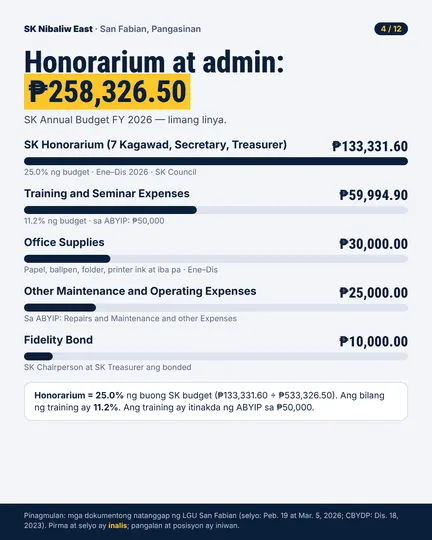 SK Nibaliw East · San Fabian, Pangasinan
4 / 12
Honorarium at admin:
₱258,326.50
SK Annual Budget FY 2026 — limang linya.
SK Honorarium (7 Kagawad, Secretary, Treasurer) ₱133,331.60
25.0% ng budget · Ene–Dis 2026 · SK Council
Training and Seminar Expenses ₱59,994.90
11.2% ng budget · sa ABYIP: ₱50,000
Office Supplies ₱30,000.00
Papel, ballpen, folder, printer ink at iba pa · Ene–Dis
Other Maintenance and Operating Expenses ₱25,000.00
Sa ABYIP: Repairs and Maintenance and other Expenses
Fidelity Bond ₱10,000.00
SK Chairperson at SK Treasurer ang bonded
Honorarium = 25.0% ng buong SK budget (₱133,331.60 ÷ ₱533,326.50). Ang bilang
ng training ay 11.2%. Ang training ay itinakda ng ABYIP sa ₱50,000.
Pinagmulan: mga dokumentong natanggap ng LGU San Fabian (selyo: Peb. 19 at Mar. 5, 2026; CBYDP: Dis. 18,
2023). Pirma at selyo ay inalis; pangalan at posisyon ay iniwan.